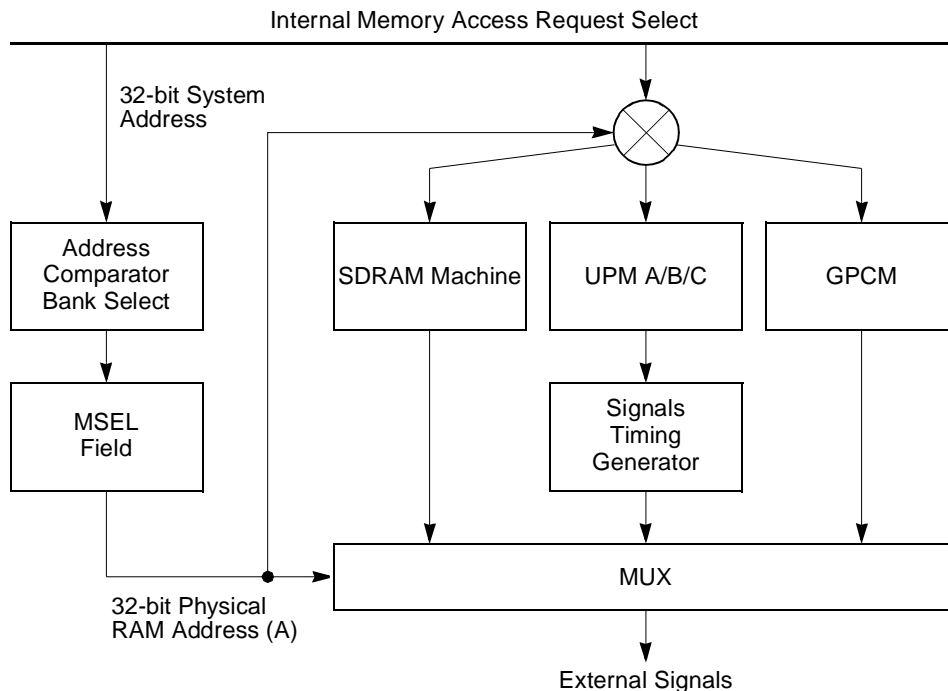 Internal Memory Access Request Select
32-bit System
Address
Address
Comparator
Bank Select
SDRAM Machine
UPM A/B/C
GPCM
MSEL
Field
Signals
Timing
Generator
MUX
32-bit Physical
RAM Address (A)
External Signals